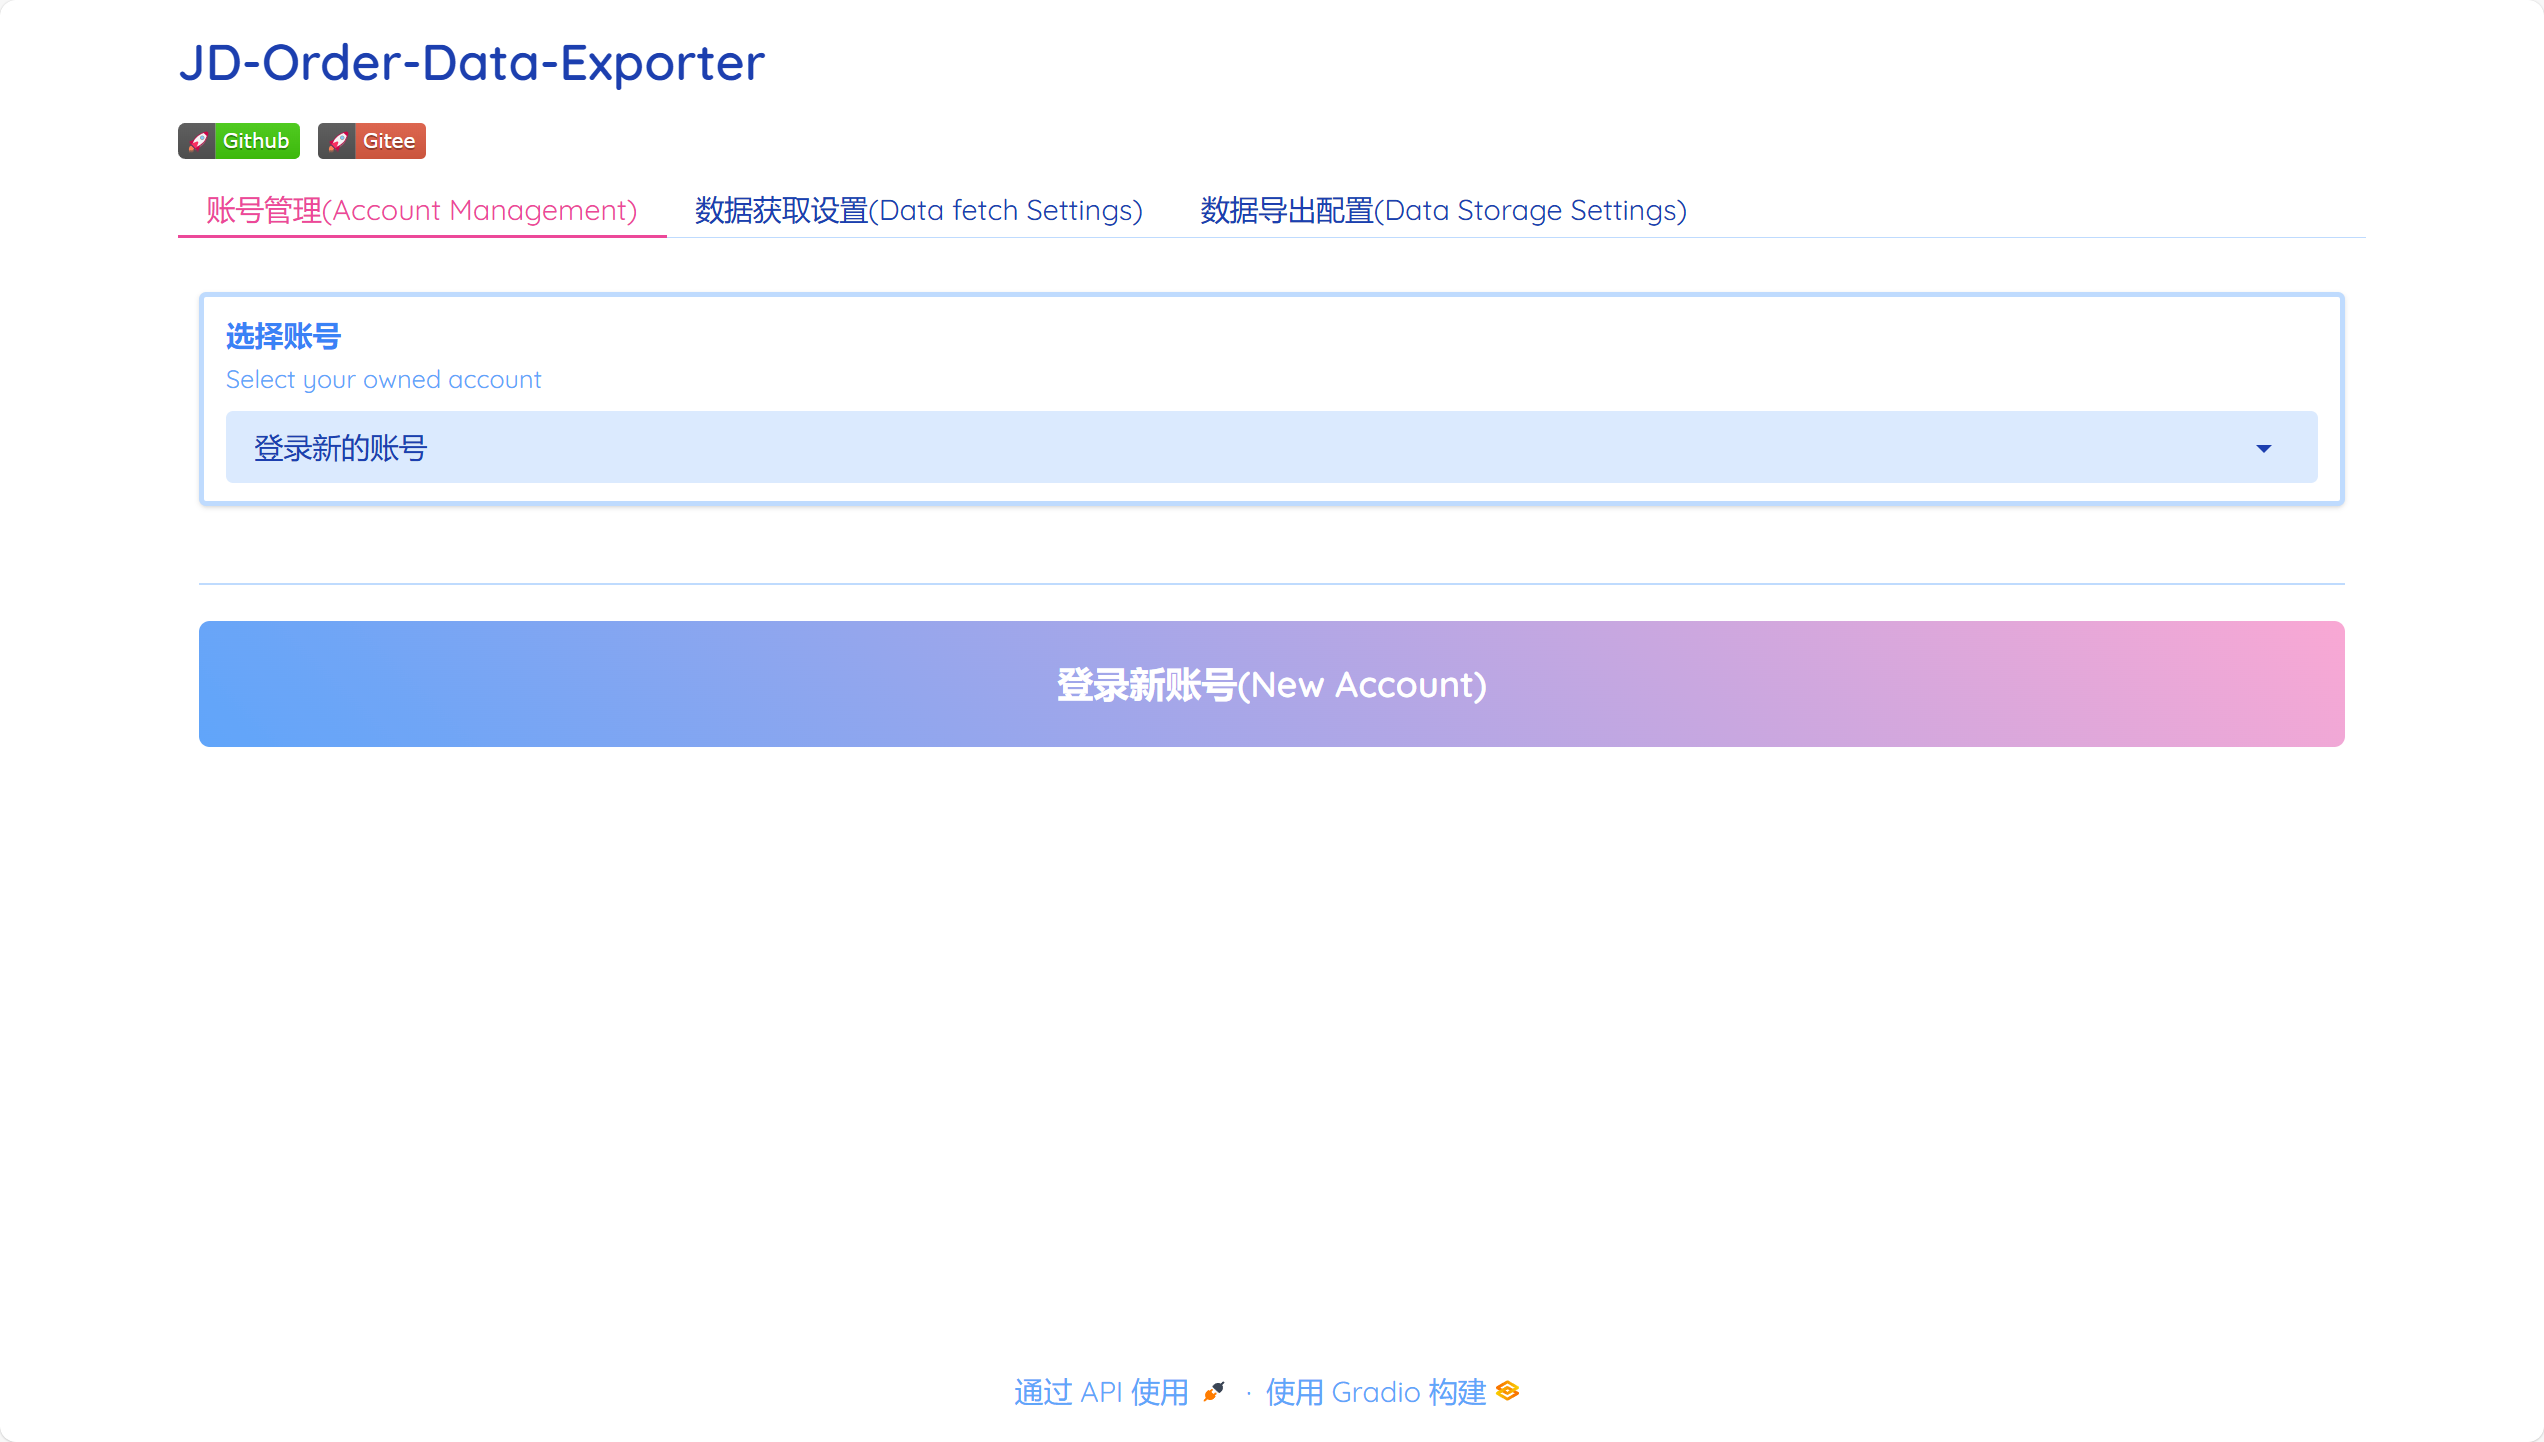 JD-Order-Data-Exporter
Github Gitee
账号管理(Account Management) 数据获取设置(Data fetch Settings) 数据导出配置(Data Storage Settings)
选择账号
Select your owned account
登录新的账号
登录新账号(New Account)
通过 API 使用 · 使用 Gradio 构建